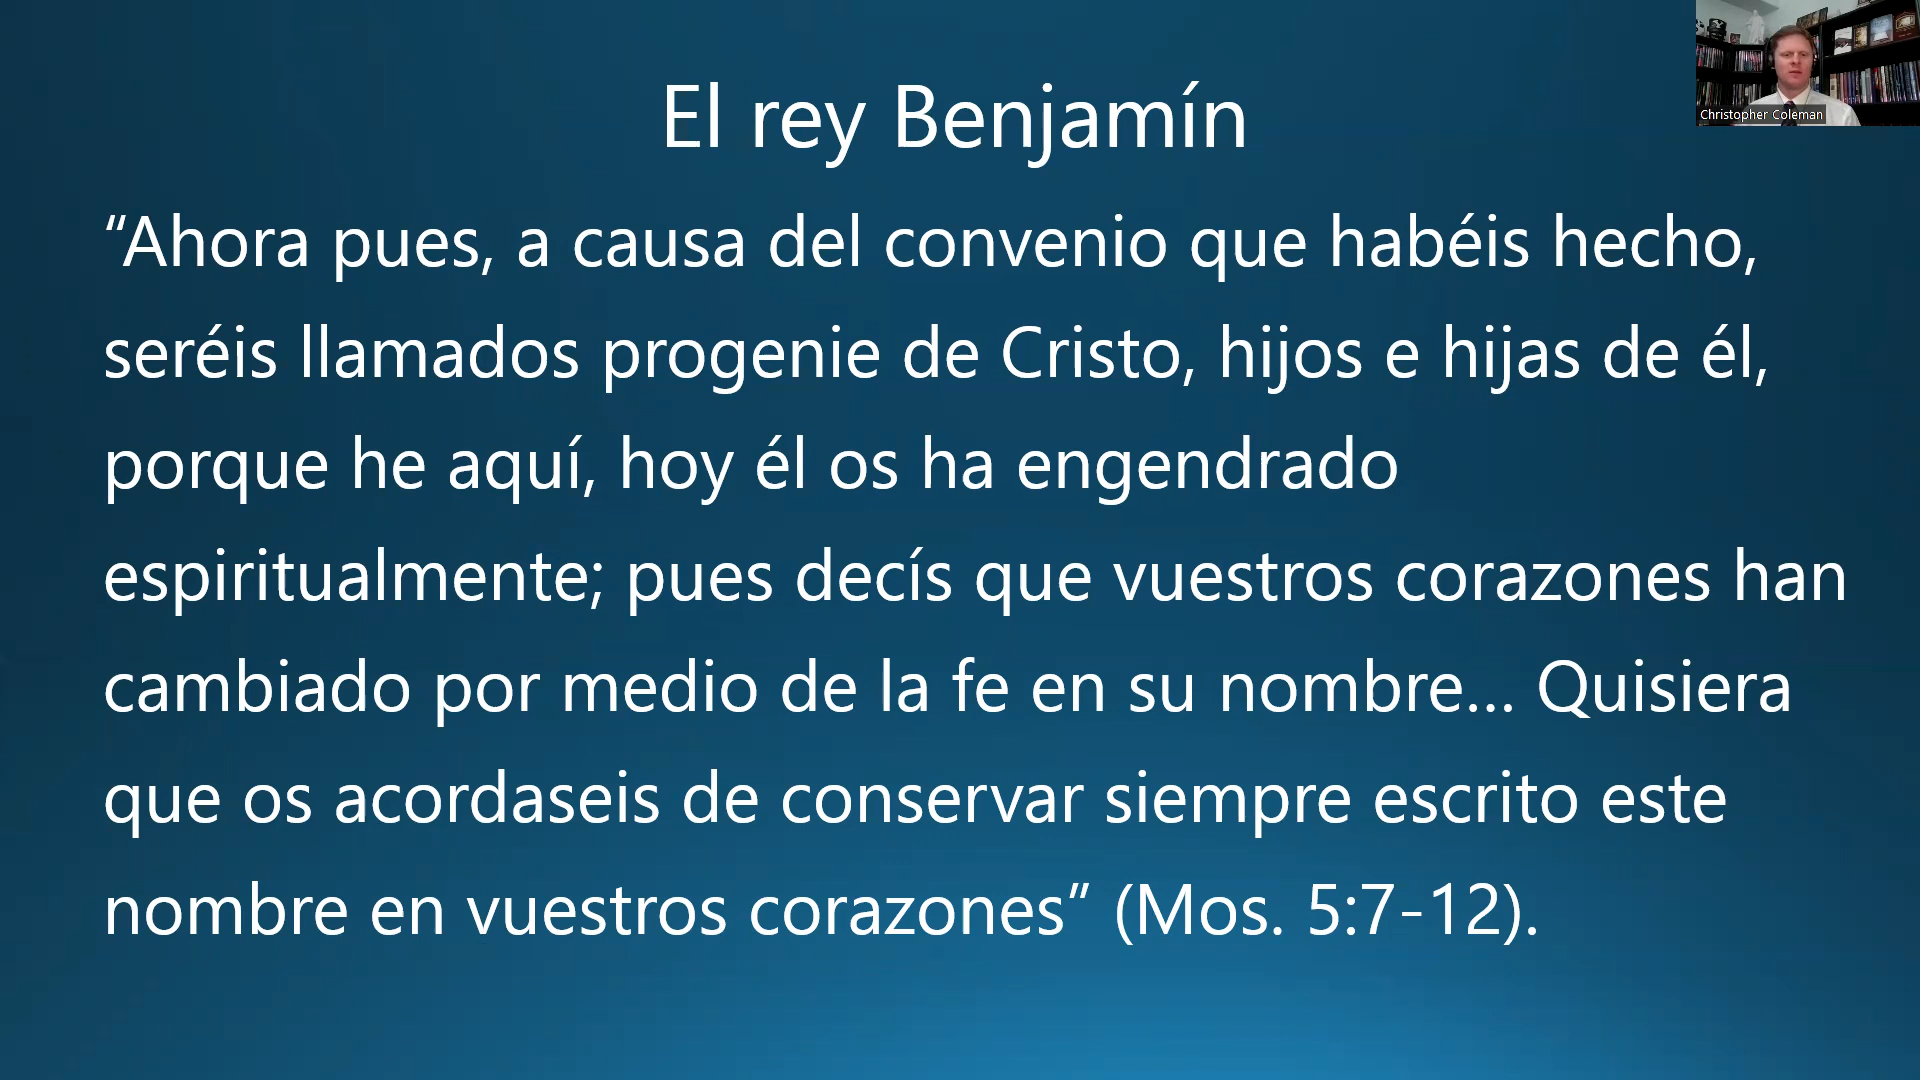 El rey Benjamín
“Ahora pues, a causa del convenio que habéis hecho,
seréis llamados progenie de Cristo, hijos e hijas de él,
porque he aquí, hoy él os ha engendrado
espiritualmente; pues decís que vuestros corazones han
cambiado por medio de la fe en su nombre… Quisiera
que os acordaseis de conservar siempre escrito este
nombre en vuestros corazones” (Mos. 5:7-12).
Christopher Coleman